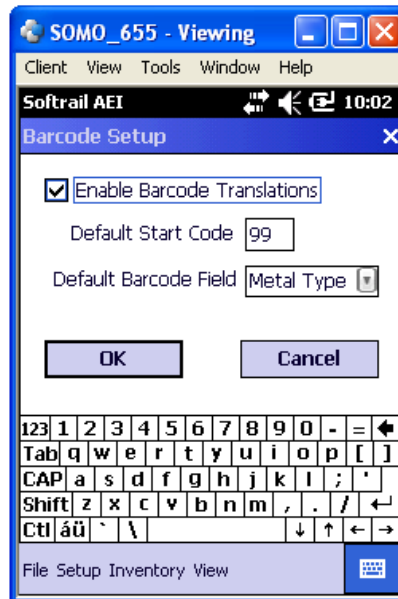 SOMO_655 - Viewing
Client View Tools Window Help
Softrail AEI 10:02
Barcode Setup
Enable Barcode Translations
Default Start Code 99
Default Barcode Field Metal Type
OK Cancel
123 1 2 3 4 5 6 7 8 9 0 - =
Tab q w e r t y u i o p [ ]
CAP a s d f g h j k l ; '
Shift z x c v b n m , . /
Ctl áü ` \
File Setup Inventory View